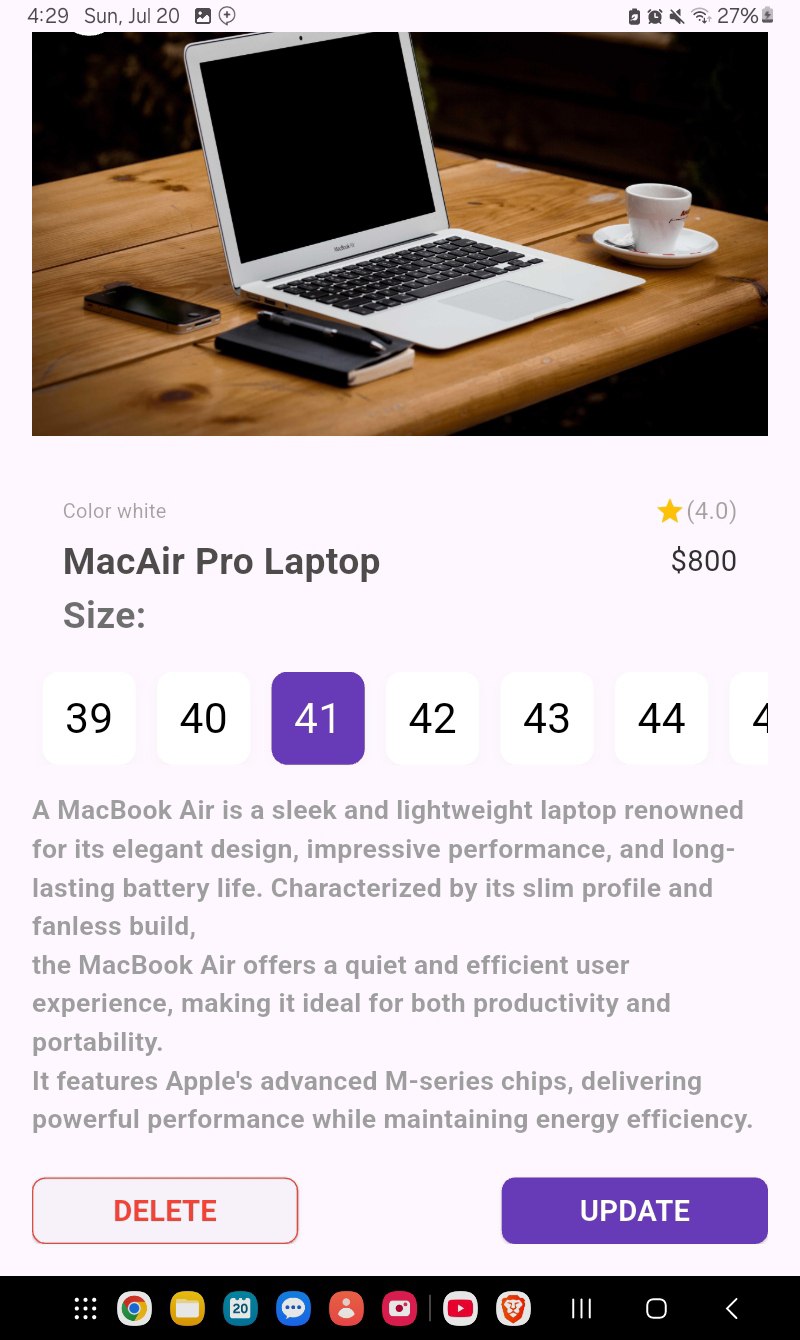 4:29 Sun, Jul 20
27%
MacBook Air
Color white
(4.0)
MacAir Pro Laptop
$800
Size:
39 40 41 42 43 44 4
A MacBook Air is a sleek and lightweight laptop renowned
for its elegant design, impressive performance, and long-
lasting battery life. Characterized by its slim profile and
fanless build,
the MacBook Air offers a quiet and efficient user
experience, making it ideal for both productivity and
portability.
It features Apple's advanced M-series chips, delivering
powerful performance while maintaining energy efficiency.
DELETE
UPDATE
20